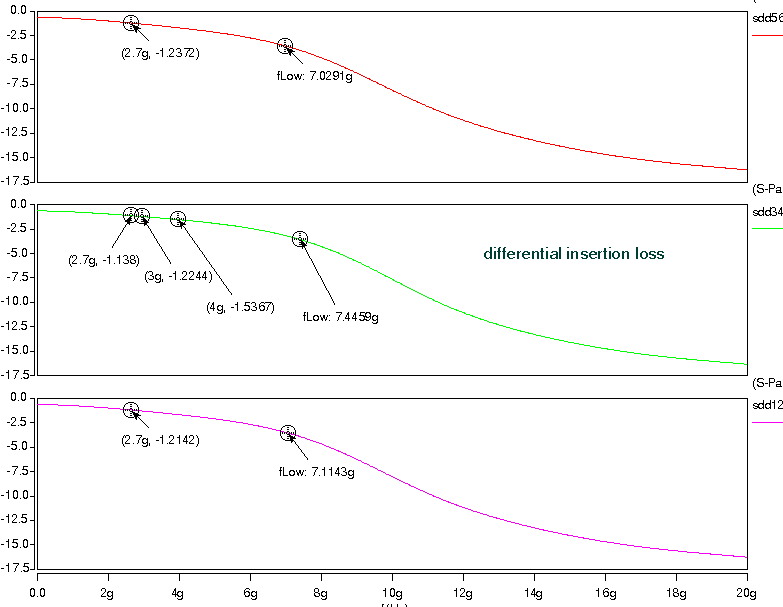 0.0
sdd56
-2.5
(2.7g, -1.2372)
-5.0
fLow: 7.0291g
-7.5
-10.0
-12.5
-15.0
-17.5
(S-Pa
0.0
sdd34
-2.5
differential insertion loss
(2.7g, -1.138)
-5.0
(3g, -1.2244)
-7.5
(4g, -1.5367)
-10.0
fLow: 7.4459g
-12.5
-15.0
-17.5
(S-Pa
0.0
sdd12
-2.5
(2.7g, -1.2142)
-5.0
fLow: 7.1143g
-7.5
-10.0
-12.5
-15.0
-17.5
0.0 2g 4g 6g 8g 10g 12g 14g 16g 18g 20g